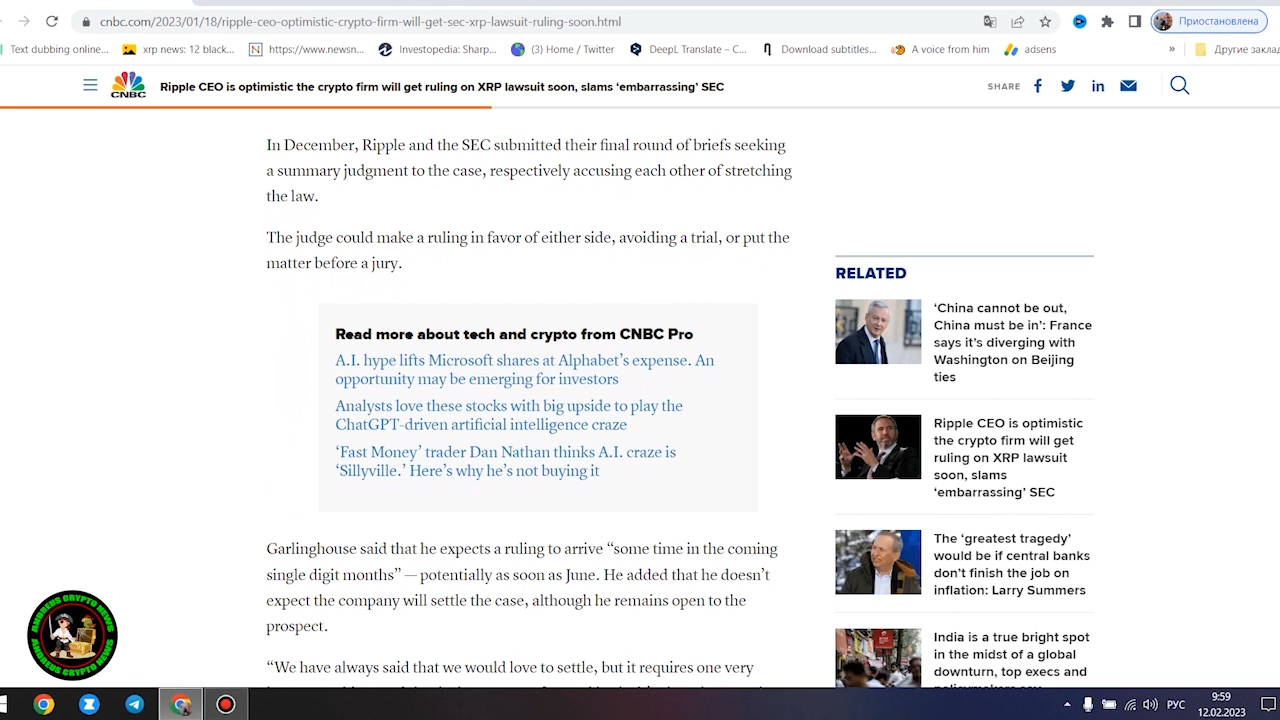 cnbc.com/2023/01/18/ripple-ceo-optimistic-crypto-firm-will-get-sec-xrp-lawsuit-ruling-soon.html
Приостановлена
Text dubbing online...
xrp news: 12 black...
https://www.newsn...
Investopedia: Sharp...
(3) Home / Twitter
DeepL Translate – C...
Download subtitles...
A voice from him
adsens
»
Другие заклад
CNBC
Ripple CEO is optimistic the crypto firm will get ruling on XRP lawsuit soon, slams ‘embarrassing’ SEC
SHARE
In December, Ripple and the SEC submitted their final round of briefs seeking
a summary judgment to the case, respectively accusing each other of stretching
the law.
The judge could make a ruling in favor of either side, avoiding a trial, or put the
matter before a jury.
Read more about tech and crypto from CNBC Pro
A.I. hype lifts Microsoft shares at Alphabet’s expense. An
opportunity may be emerging for investors
Analysts love these stocks with big upside to play the
ChatGPT-driven artificial intelligence craze
‘Fast Money’ trader Dan Nathan thinks A.I. craze is
‘Sillyville.’ Here’s why he’s not buying it
Garlinghouse said that he expects a ruling to arrive “some time in the coming
single digit months” — potentially as soon as June. He added that he doesn’t
expect the company will settle the case, although he remains open to the
prospect.
“We have always said that we would love to settle, but it requires one very
RELATED
‘China cannot be out,
China must be in’: France
says it’s diverging with
Washington on Beijing
ties
Ripple CEO is optimistic
the crypto firm will get
ruling on XRP lawsuit
soon, slams
‘embarrassing’ SEC
The ‘greatest tragedy’
would be if central banks
don’t finish the job on
inflation: Larry Summers
India is a true bright spot
in the midst of a global
downturn, top execs and
ANDREUS CRYPTO NEWS
ANDREUS CRYPTO NEWS
РУС
9:59
12.02.2023